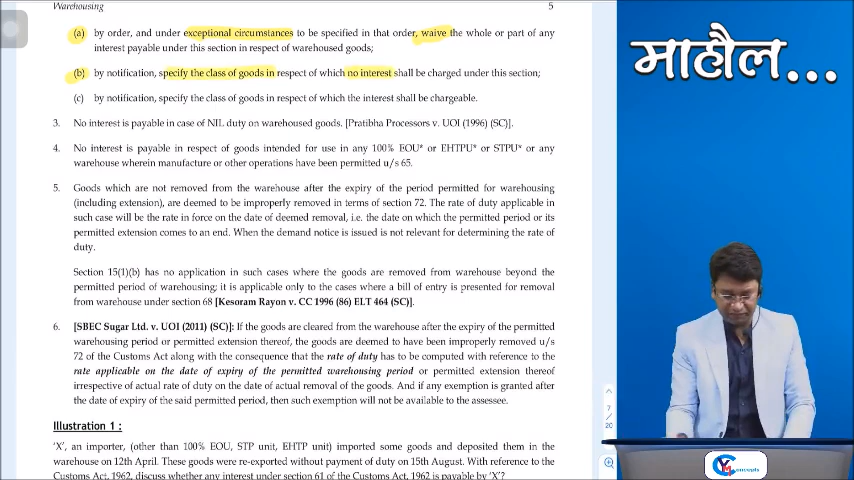 Warehousing 5
माहौल...
(a) by order, and under exceptional circumstances to be specified in that order, waive the whole or part of any
interest payable under this section in respect of warehoused goods;
(b) by notification, specify the class of goods in respect of which no interest shall be charged under this section;
(c) by notification, specify the class of goods in respect of which the interest shall be chargeable.
3. No interest is payable in case of NIL duty on warehoused goods. [Pratibha Processors v. UOI (1996) (SC)].
4. No interest is payable in respect of goods intended for use in any 100% EOU* or EHTPU* or STPU* or any
warehouse wherein manufacture or other operations have been permitted u/s 65.
5. Goods which are not removed from the warehouse after the expiry of the period permitted for warehousing
(including extension), are deemed to be improperly removed in terms of section 72. The rate of duty applicable in
such case will be the rate in force on the date of deemed removal, i.e. the date on which the permitted period or its
permitted extension comes to an end. When the demand notice is issued is not relevant for determining the rate of
duty.
Section 15(1)(b) has no application in such cases where the goods are removed from warehouse beyond the
permitted period of warehousing; it is applicable only to the cases where a bill of entry is presented for removal
from warehouse under section 68 [Kesoram Rayon v. CC 1996 (86) ELT 464 (SC)].
6. [SBEC Sugar Ltd. v. UOI (2011) (SC)]: If the goods are cleared from the warehouse after the expiry of the permitted
warehousing period or permitted extension thereof, the goods are deemed to have been improperly removed u/s
72 of the Customs Act along with the consequence that the rate of duty has to be computed with reference to the
rate applicable on the date of expiry of the permitted warehousing period or permitted extension thereof
irrespective of actual rate of duty on the date of actual removal of the goods. And if any exemption is granted after
the date of expiry of the said permitted period, then such exemption will not be available to the assessee.
Illustration 1 :
'X', an importer, (other than 100% EOU, STP unit, EHTP unit) imported some goods and deposited them in the
warehouse on 12th April. These goods were re-exported without payment of duty on 15th August. With reference to the
Customs Act, 1962, discuss whether any interest under section 61 of the Customs Act, 1962 is payable by 'X'?
7
/
20